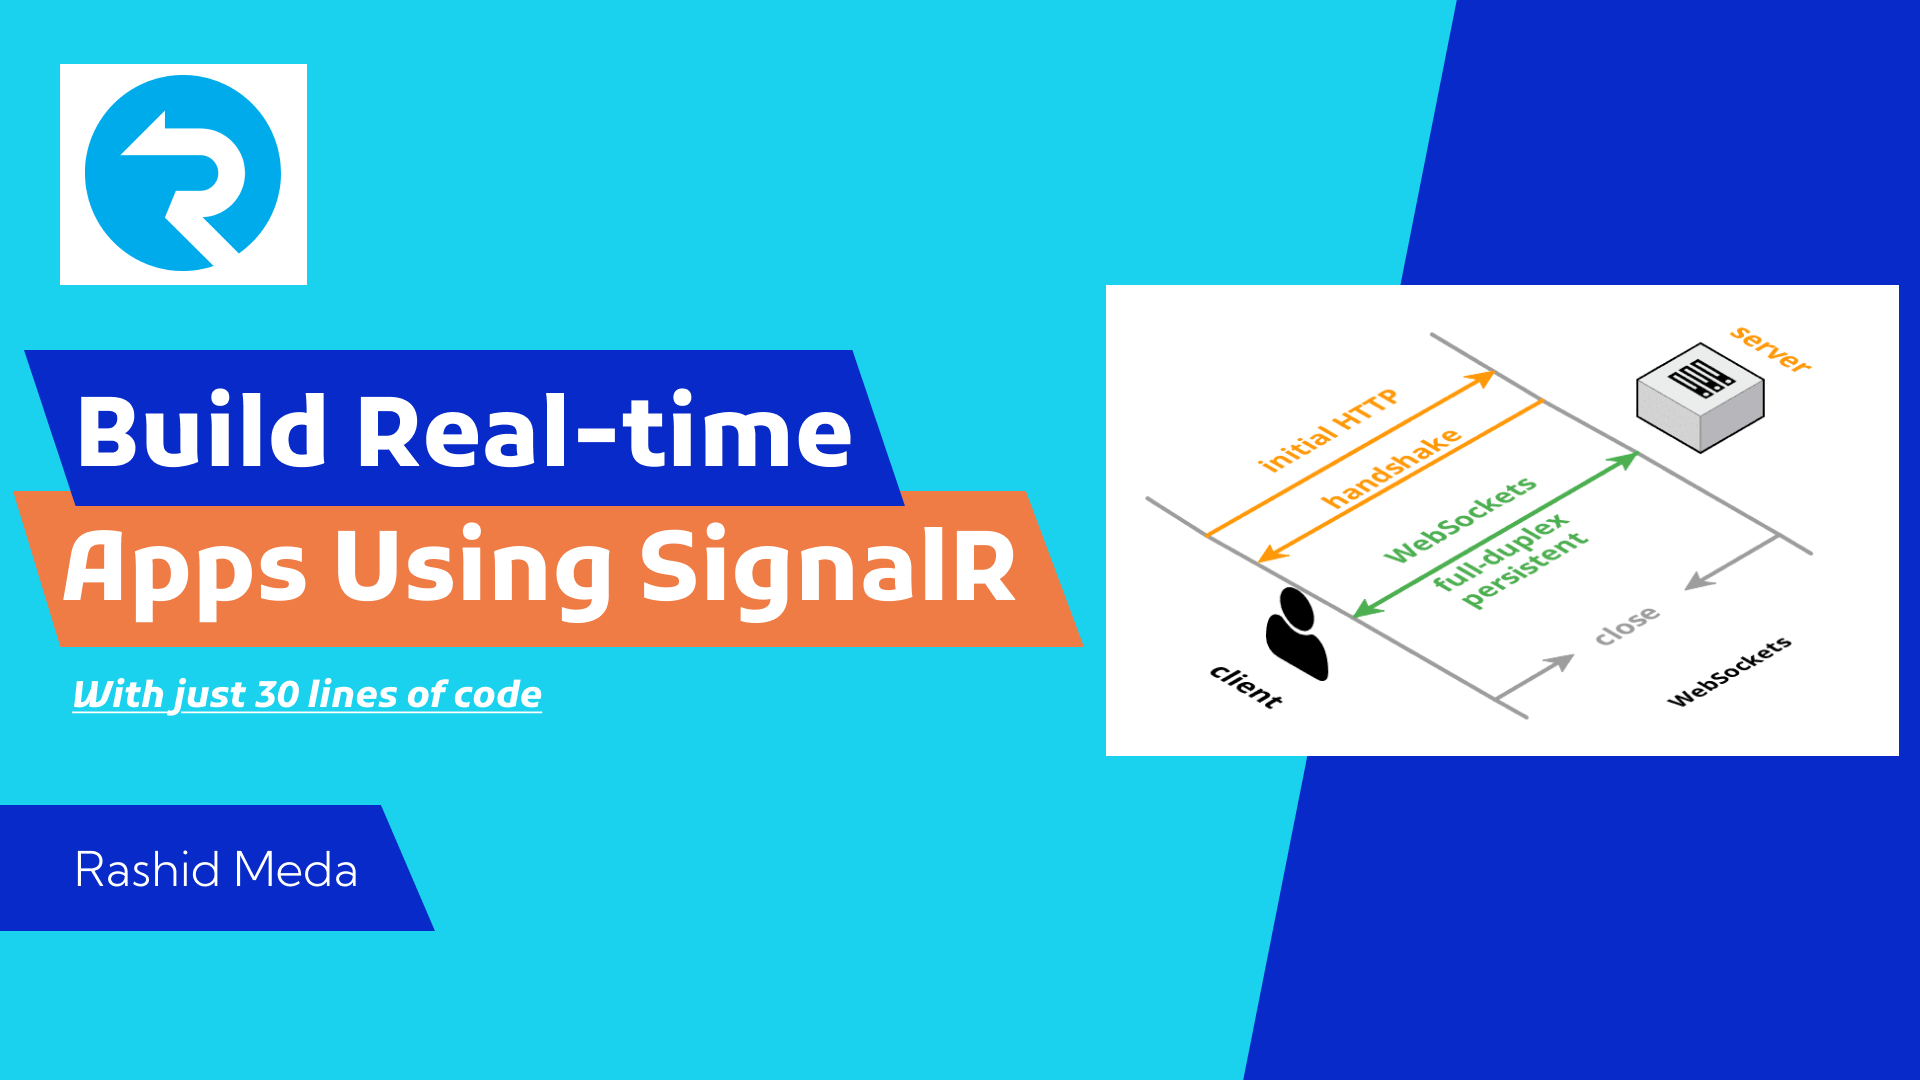 Build Real-time
Apps Using SignalR
With just 30 lines of code
Rashid Meda
server
initial HTTP
handshake
WebSockets
full-duplex
persistent
close
client
WebSockets